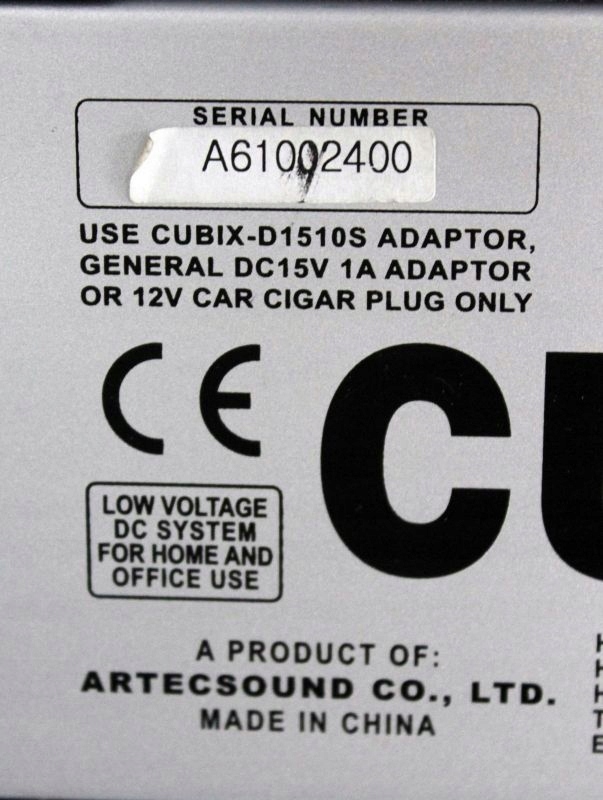 SERIAL NUMBER
A61002400
USE CUBIX-D1510S ADAPTOR,
GENERAL DC15V 1A ADAPTOR
OR 12V CAR CIGAR PLUG ONLY
CE
CU
LOW VOLTAGE
DC SYSTEM
FOR HOME AND
OFFICE USE
A PRODUCT OF:
ARTECSOUND CO., LTD.
MADE IN CHINA